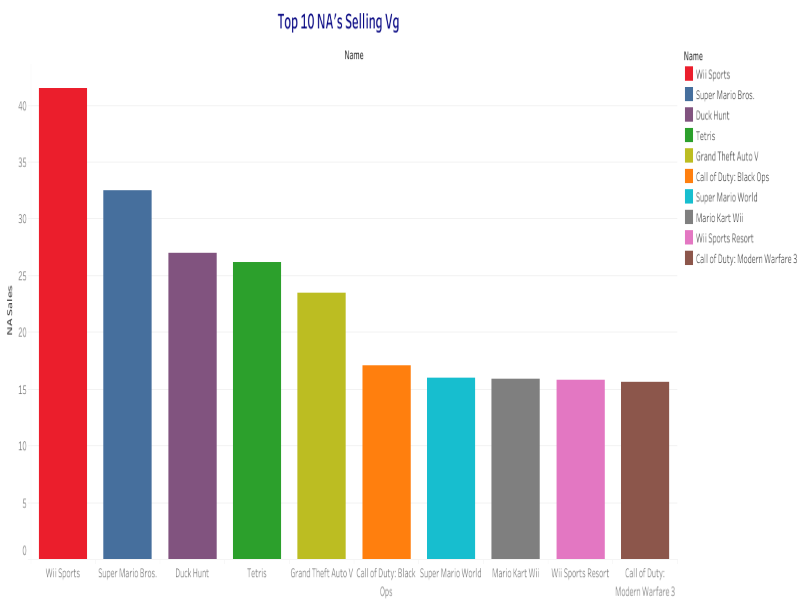 Top 10 NA's Selling Vg
Name
Name
Wii Sports
Super Mario Bros.
Duck Hunt
Tetris
Grand Theft Auto V
Call of Duty: Black Ops
Super Mario World
Mario Kart Wii
Wii Sports Resort
Call of Duty: Modern Warfare 3
NA Sales
40
35
30
25
20
15
10
5
0
Wii Sports
Super Mario Bros.
Duck Hunt
Tetris
Grand Theft Auto V
Call of Duty: Black
Ops
Super Mario World
Mario Kart Wii
Wii Sports Resort
Call of Duty:
Modern Warfare 3